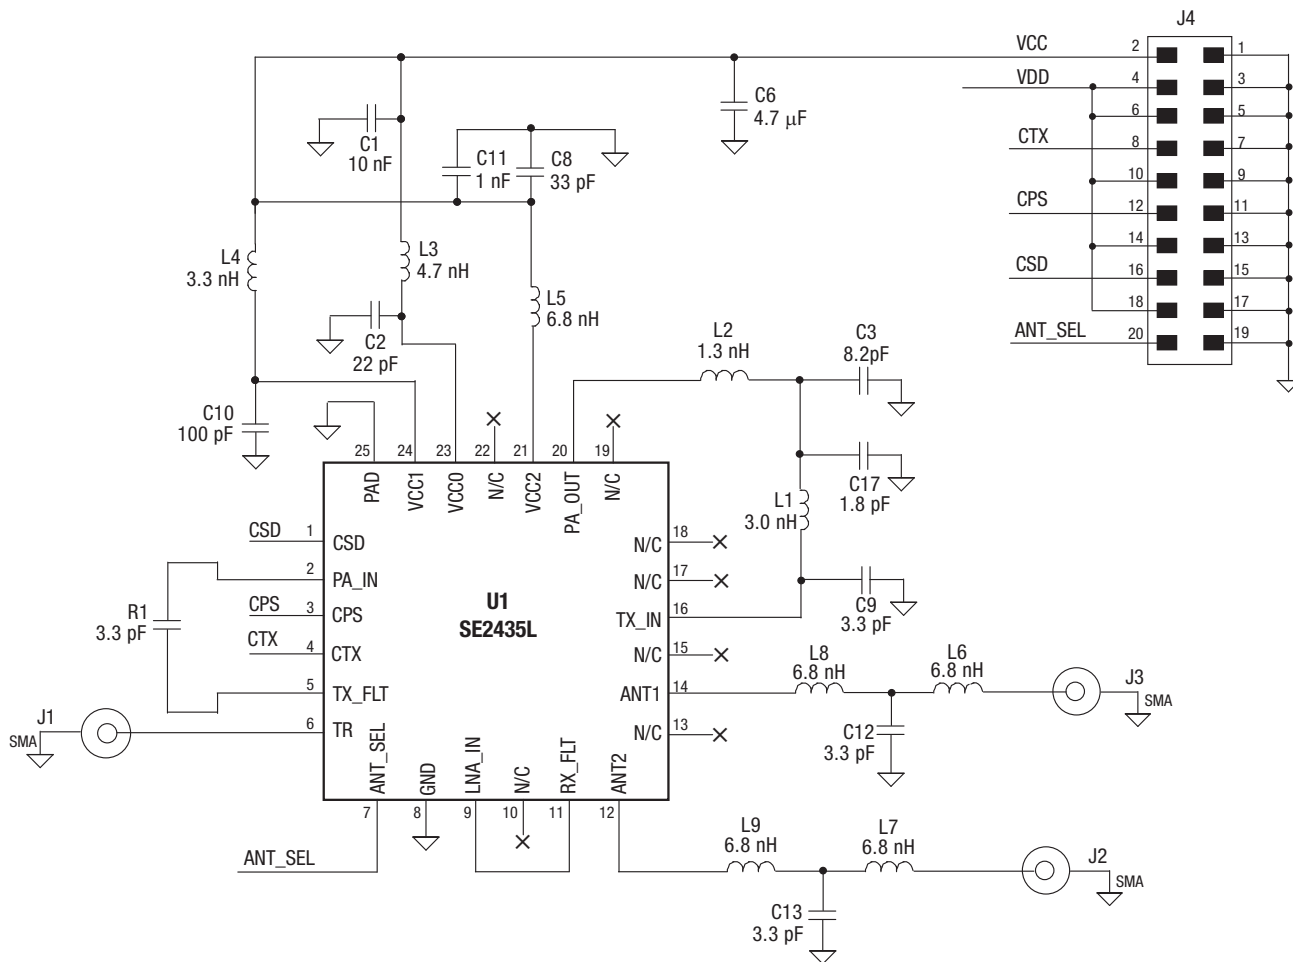 J4
VCC 2 1
VDD 4 3
6 5
CTX 8 7
10 9
CPS 12 11
14 13
CSD 16 15
18 17
ANT_SEL 20 19
C6
4.7 μF
C1
10 nF
C11
1 nF
C8
33 pF
L4
3.3 nH
L3
4.7 nH
L5
6.8 nH
C2
22 pF
L2
1.3 nH
C3
8.2pF
C10
100 pF
C17
1.8 pF
L1
3.0 nH
C9
3.3 pF
25 24 23 22 21 20 19
PAD VCC1 VCC0 N/C VCC2 PA_OUT N/C
CSD 1 CSD
2 PA_IN
CPS 3 CPS
CTX 4 CTX
5 TX_FLT
6 TR
R1
3.3 pF
J1
SMA
U1
SE2435L
N/C 18
N/C 17
TX_IN 16
N/C 15
ANT1 14
N/C 13
ANT_SEL GND LNA_IN N/C RX_FLT ANT2
7 8 9 10 11 12
ANT_SEL
L8
6.8 nH
L6
6.8 nH
J3
SMA
C12
3.3 pF
L9
6.8 nH
L7
6.8 nH
J2
SMA
C13
3.3 pF